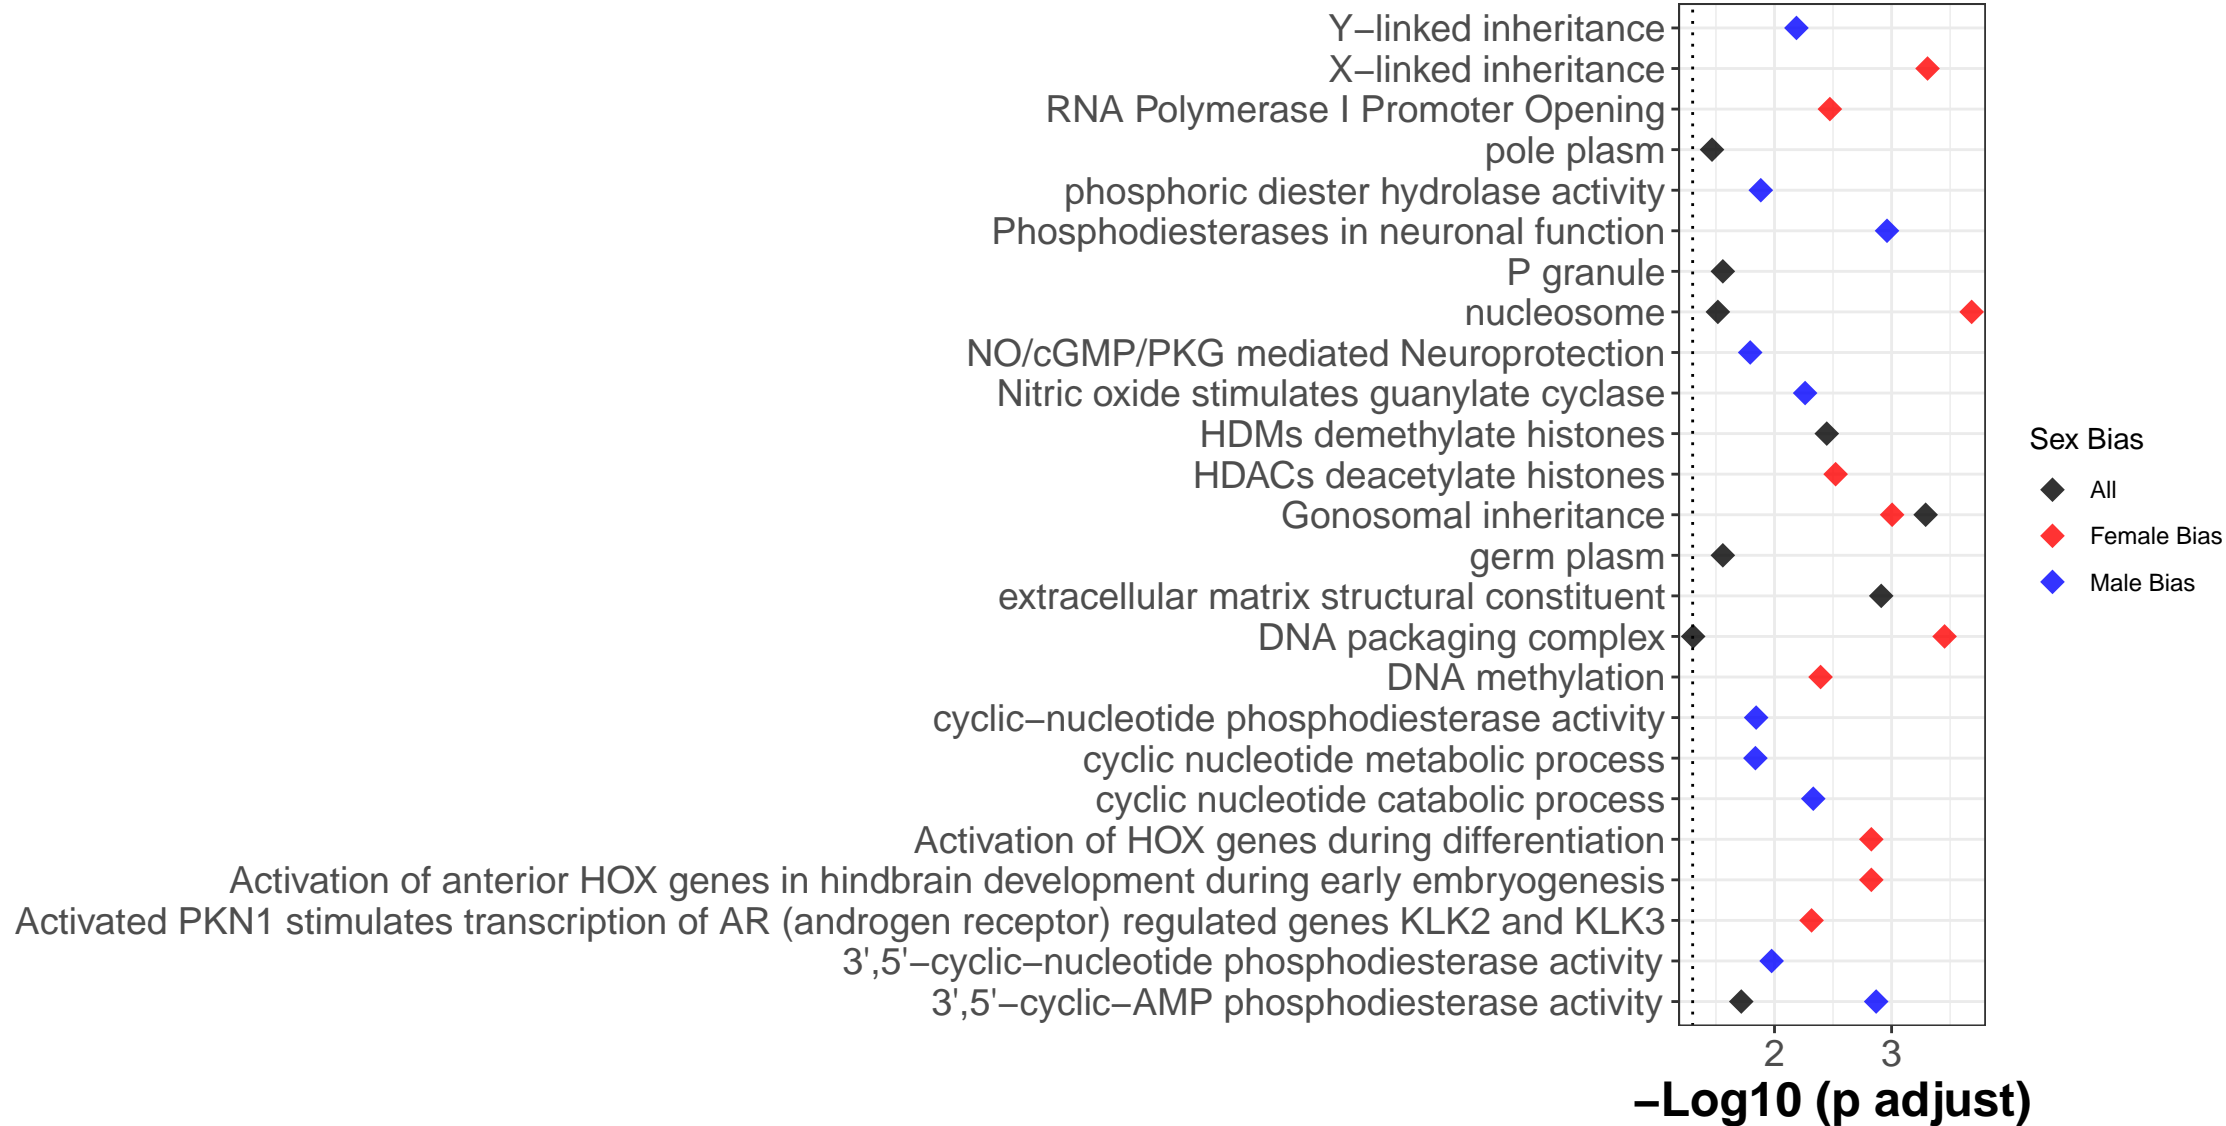 Y−linked inheritance
X−linked inheritance
RNA Polymerase I Promoter Opening
pole plasm
phosphoric diester hydrolase activity
Phosphodiesterases in neuronal function
P granule
nucleosome
NO/cGMP/PKG mediated Neuroprotection
Nitric oxide stimulates guanylate cyclase
HDMs demethylate histones
HDACs deacetylate histones
Gonosomal inheritance
germ plasm
extracellular matrix structural constituent
DNA packaging complex
DNA methylation
cyclic−nucleotide phosphodiesterase activity
cyclic nucleotide metabolic process
cyclic nucleotide catabolic process
Activation of HOX genes during differentiation
Activation of anterior HOX genes in hindbrain development during early embryogenesis
Activated PKN1 stimulates transcription of AR (androgen receptor) regulated genes KLK2 and KLK3
3',5'−cyclic−nucleotide phosphodiesterase activity
3',5'−cyclic−AMP phosphodiesterase activity
2 3
−Log10 (p adjust)
Sex Bias
All
Female Bias
Male Bias